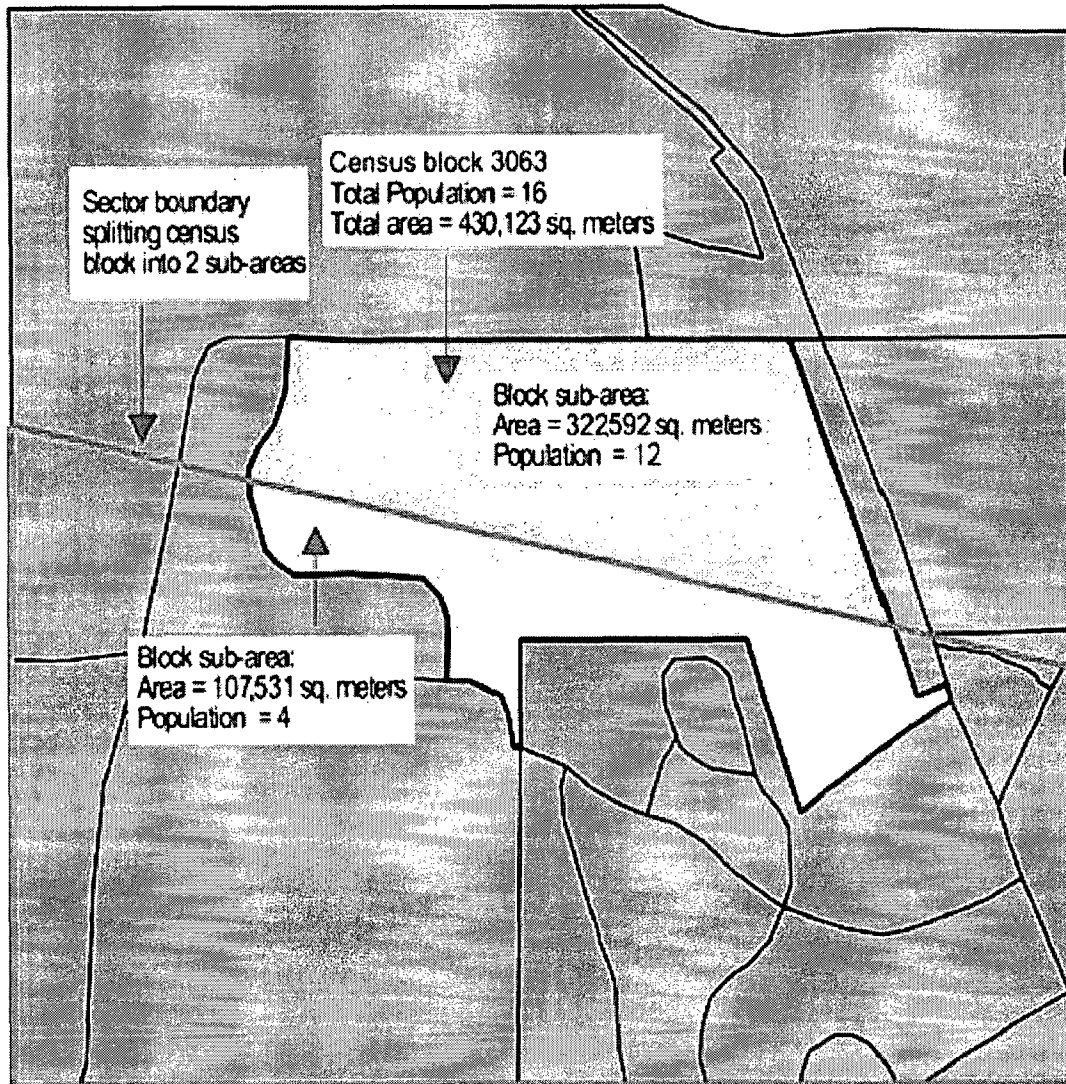 Sector boundary
splitting census
block into 2 sub-areas
Census block 3063
Total Population = 16
Total area = 430,123 sq. meters
Block sub-area:
Area = 322,592 sq. meters
Population = 12
Block sub-area:
Area = 107,531 sq. meters
Population = 4